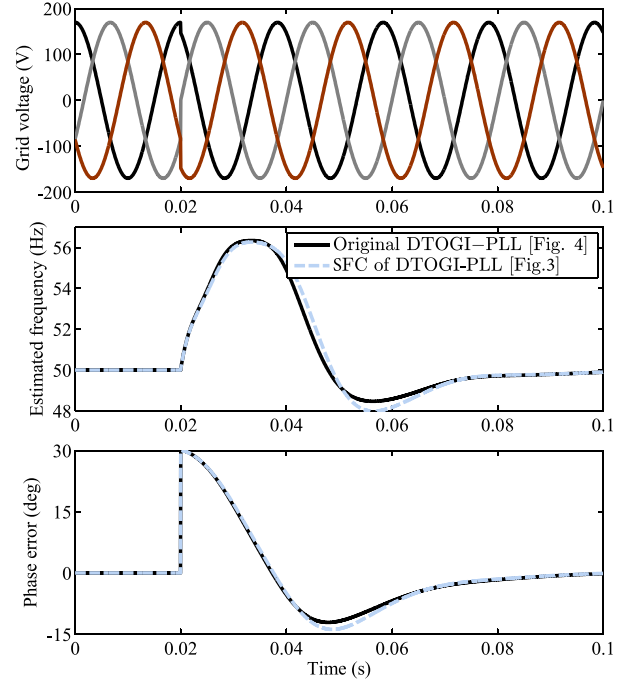 200
100
0
-100
-200
Grid voltage (V)
0 0.02 0.04 0.06 0.08 0.1
56
54
52
50
48
Estimated frequency (Hz)
Original DTOGI−PLL [Fig. 4]
SFC of DTOGI-PLL [Fig.3]
0 0.02 0.04 0.06 0.08 0.1
30
15
0
-15
Phase error (deg)
0 0.02 0.04 0.06 0.08 0.1
Time (s)